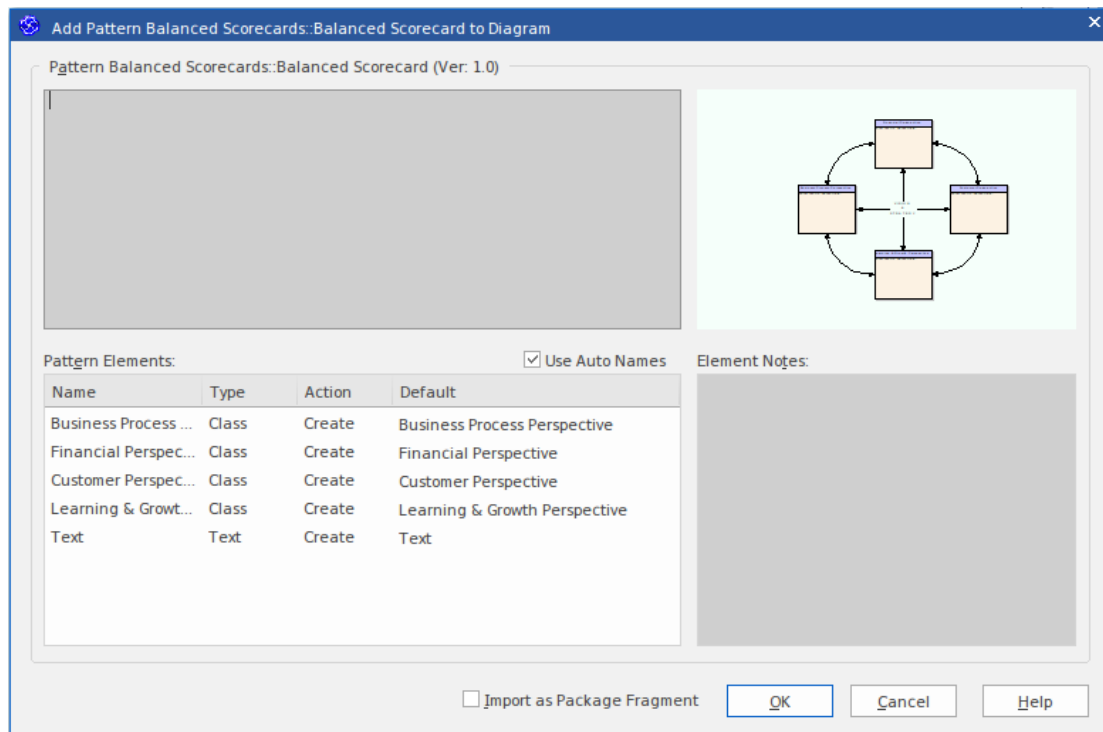 Add Pattern Balanced Scorecards::Balanced Scorecard to Diagram
Pattern Balanced Scorecards::Balanced Scorecard (Ver: 1.0)
Pattern Elements:
Use Auto Names
Element Notes:
Name Type Action Default
Business Process ... Class Create Business Process Perspective
Financial Perspec... Class Create Financial Perspective
Customer Perspec... Class Create Customer Perspective
Learning & Growt... Class Create Learning & Growth Perspective
Text Text Create Text
Import as Package Fragment
OK
Cancel
Help